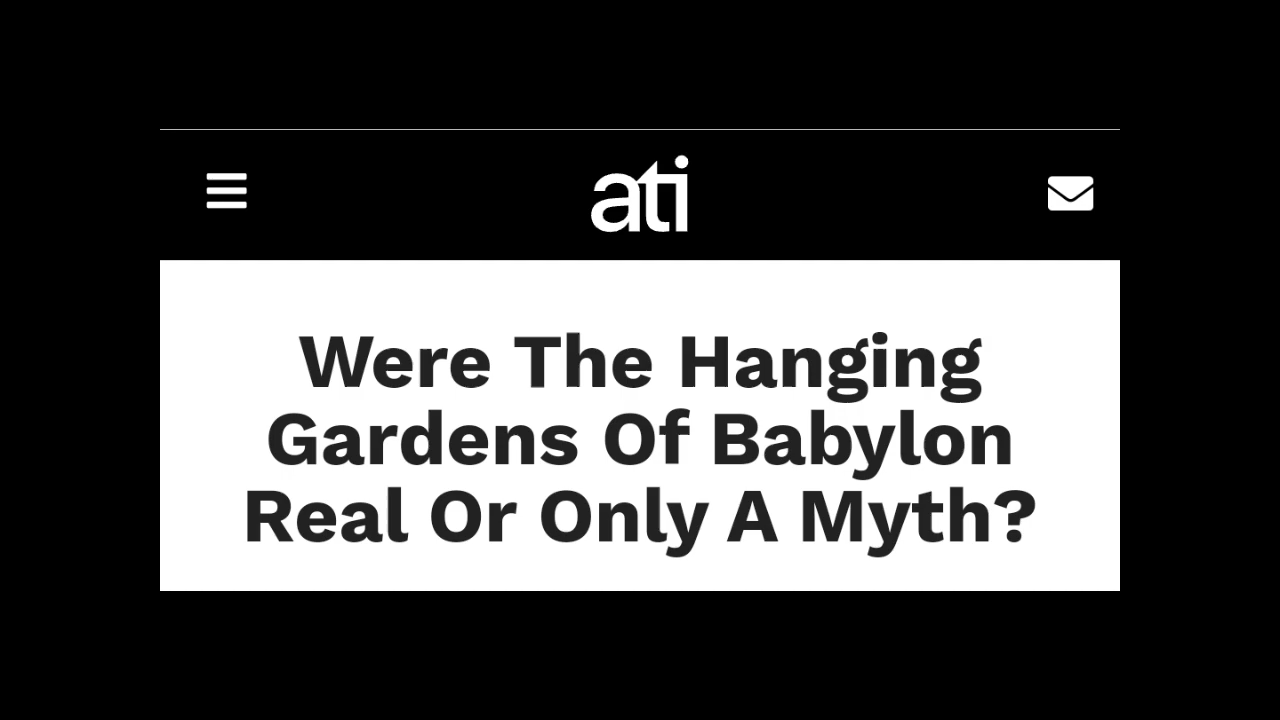 ati
Were The Hanging
Gardens Of Babylon
Real Or Only A Myth?